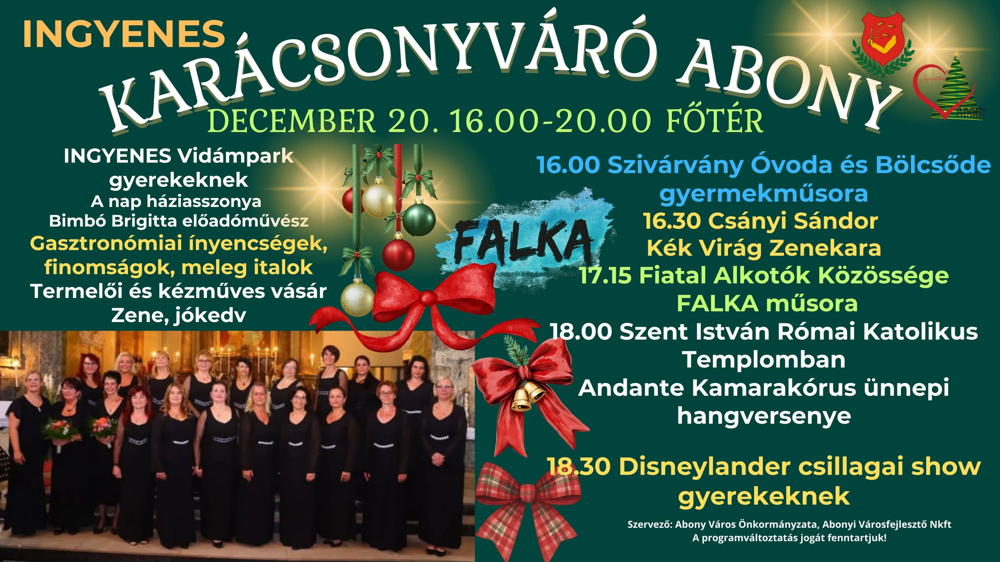 INGYENES
KARÁCSONYVÁRÓ ABONY
DECEMBER 20. 16.00-20.00 FŐTÉR
INGYENES Vidámpark
gyerekeknek
A nap háziasszonya
Bimbó Brigitta előadóművész
Gasztronómiai ínyencségek,
finomságok, meleg italok
Termelői és kézműves vásár
Zene, jókedv
FALKA
16.00 Szivárvány Óvoda és Bölcsőde
gyermekműsora
16.30 Csányi Sándor
Kék Virág Zenekara
17.15 Fiatal Alkotók Közössége
FALKA műsora
18.00 Szent István Római Katolikus
Templomban
Andante Kamarakórus ünnepi
hangversenye
18.30 Disneylander csillagai show
gyerekeknek
Szervező: Abony Város Önkormányzata, Abonyi Városfejlesztő Nkft
A programváltoztatás jogát fenntartjuk!